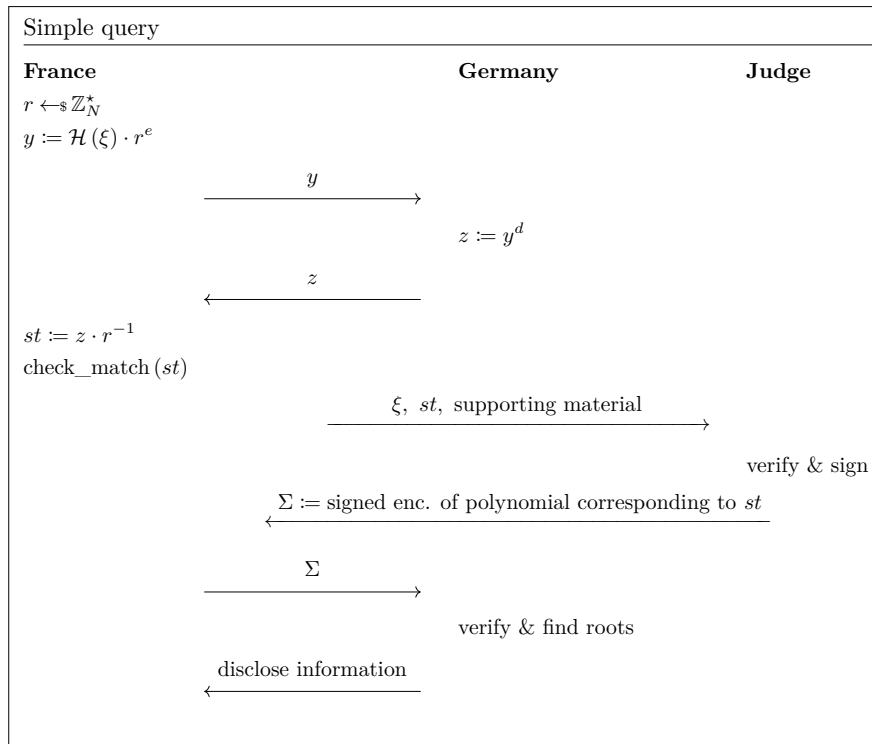 Simple query
France Germany Judge
r ←$ ℤ_N^⋆
y := ℋ (ξ) · r^e
y
z := y^d
z
st := z · r^{−1}
check_match (st)
ξ, st, supporting material
verify & sign
Σ := signed enc. of polynomial corresponding to st
Σ
verify & find roots
disclose information